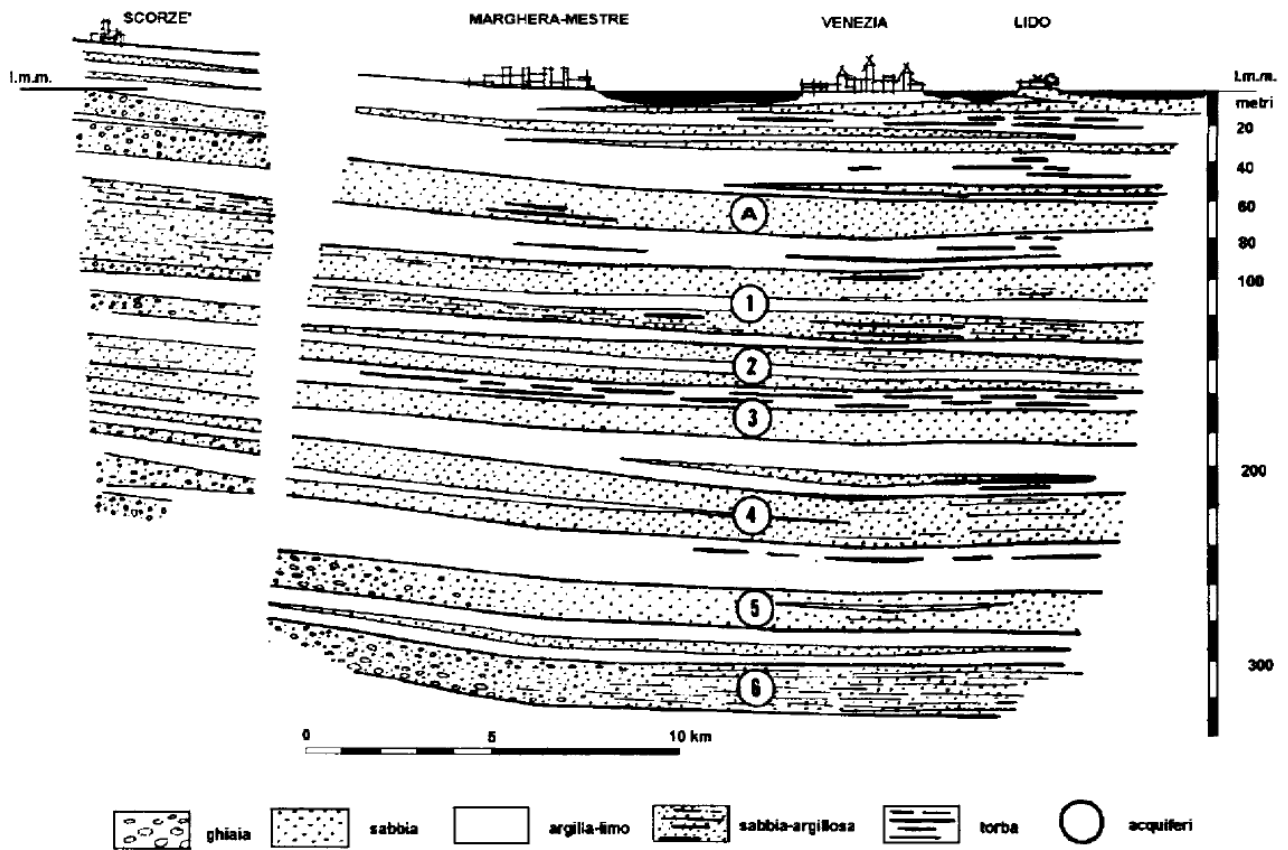 SCORZE' MARGHERA-MESTRE VENEZIA LIDO
l.m.m. l.m.m.
metri
20
40
A 60
80
100
1
2
3
200
4
5
300
6
0 5 10 km
ghiaia sabbia argilia-limo sabbia-argillosa torba acquiferi